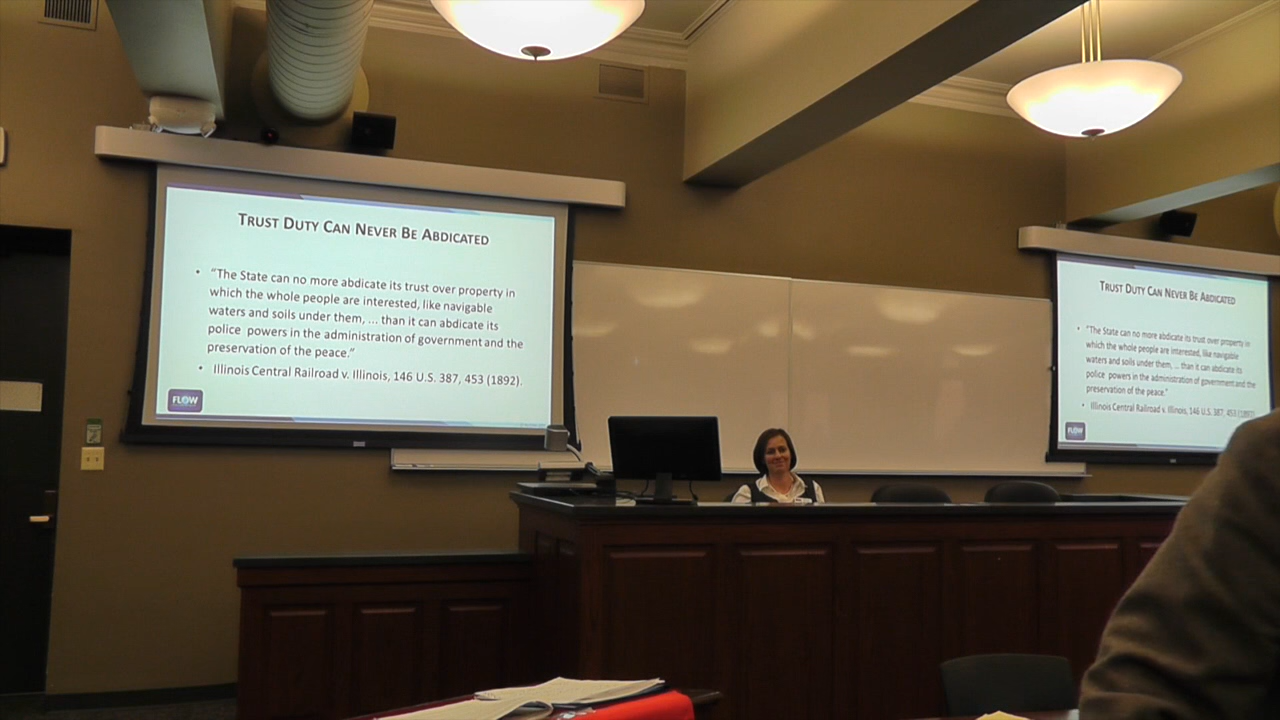 TRUST DUTY CAN NEVER BE ABDICATED
• "The State can no more abdicate its trust over property in
which the whole people are interested, like navigable
waters and soils under them, ... than it can abdicate its
police powers in the administration of government and the
preservation of the peace."
• Illinois Central Railroad v. Illinois, 146 U.S. 387, 453 (1892).
FLOW
TRUST DUTY CAN NEVER BE ABDICATED
• "The State can no more abdicate its trust over property in
which the whole people are interested, like navigable
waters and soils under them, ... than it can abdicate its
police powers in the administration of government and the
preservation of the peace."
• Illinois Central Railroad v. Illinois, 146 U.S. 387, 453 (1892).
FLOW